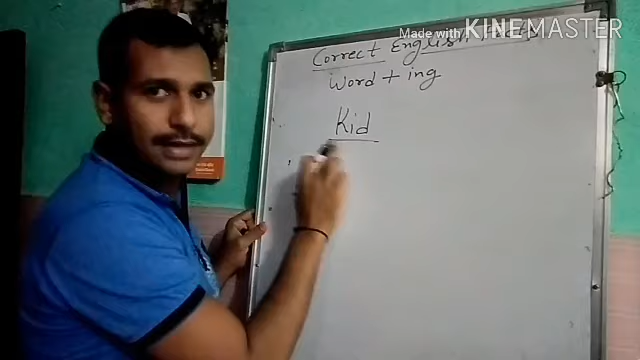 Made with KINEMASTER
Correct English
Word + ing
Kid